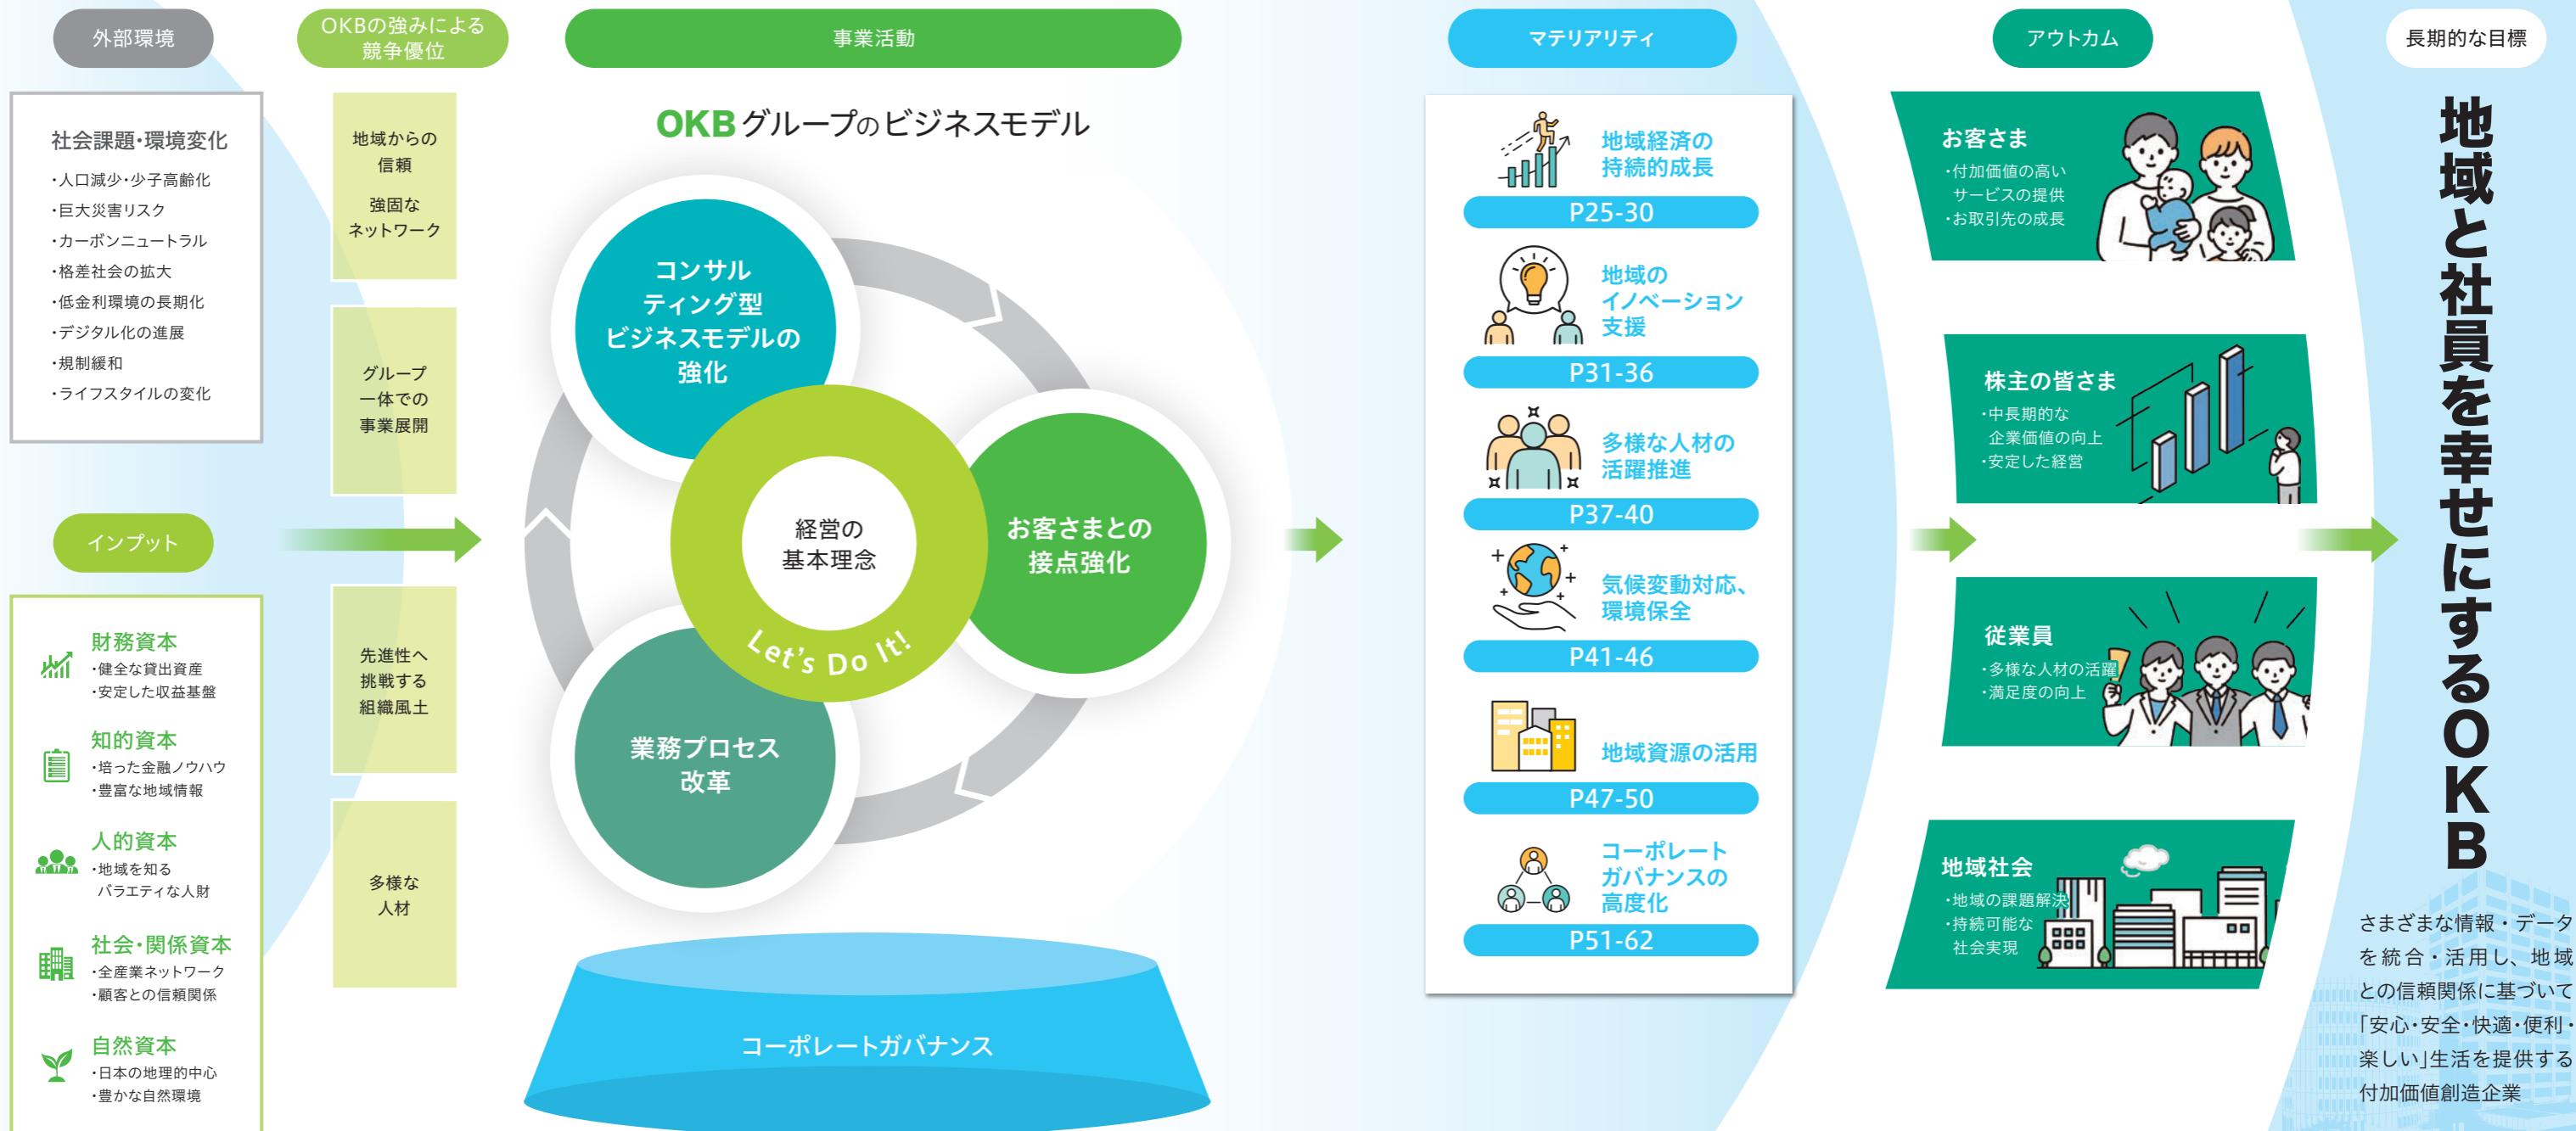 外部環境
社会課題・環境変化
・人口減少・少子高齢化
・巨大災害リスク
・カーボンニュートラル
・格差社会の拡大
・低金利環境の長期化
・デジタル化の進展
・規制緩和
・ライフスタイルの変化
インプット
財務資本
・健全な貸出資産
・安定した収益基盤
知的資本
・培った金融ノウハウ
・豊富な地域情報
人的資本
・地域を知る
バラエティな人財
社会・関係資本
・全産業ネットワーク
・顧客との信頼関係
自然資本
・日本の地理的中心
・豊かな自然環境
OKBの強みによる
競争優位
地域からの
信頼
強固な
ネットワーク
グループ
一体での
事業展開
先進性へ
挑戦する
組織風土
多様な
人材
事業活動
OKBグループのビジネスモデル
コンサル
ティング型
ビジネスモデルの
強化
お客さまとの
接点強化
業務プロセス
改革
経営の
基本理念
Let's Do It!
コーポレートガバナンス
マテリアリティ
地域経済の
持続的成長
P25-30
地域の
イノベーション
支援
P31-36
多様な人材の
活躍推進
P37-40
気候変動対応、
環境保全
P41-46
地域資源の活用
P47-50
コーポレート
ガバナンスの
高度化
P51-62
アウトカム
お客さま
・付加価値の高い
サービスの提供
・お取引先の成長
株主の皆さま
・中長期的な
企業価値の向上
・安定した経営
従業員
・多様な人材の活躍
・満足度の向上
地域社会
・地域の課題解決
・持続可能な
社会実現
長期的な目標
地域と社員を幸せにするOKB
さまざまな情報・データ
を統合・活用し、地域
との信頼関係に基づいて
「安心・安全・快適・便利・
楽しい」生活を提供する
付加価値創造企業